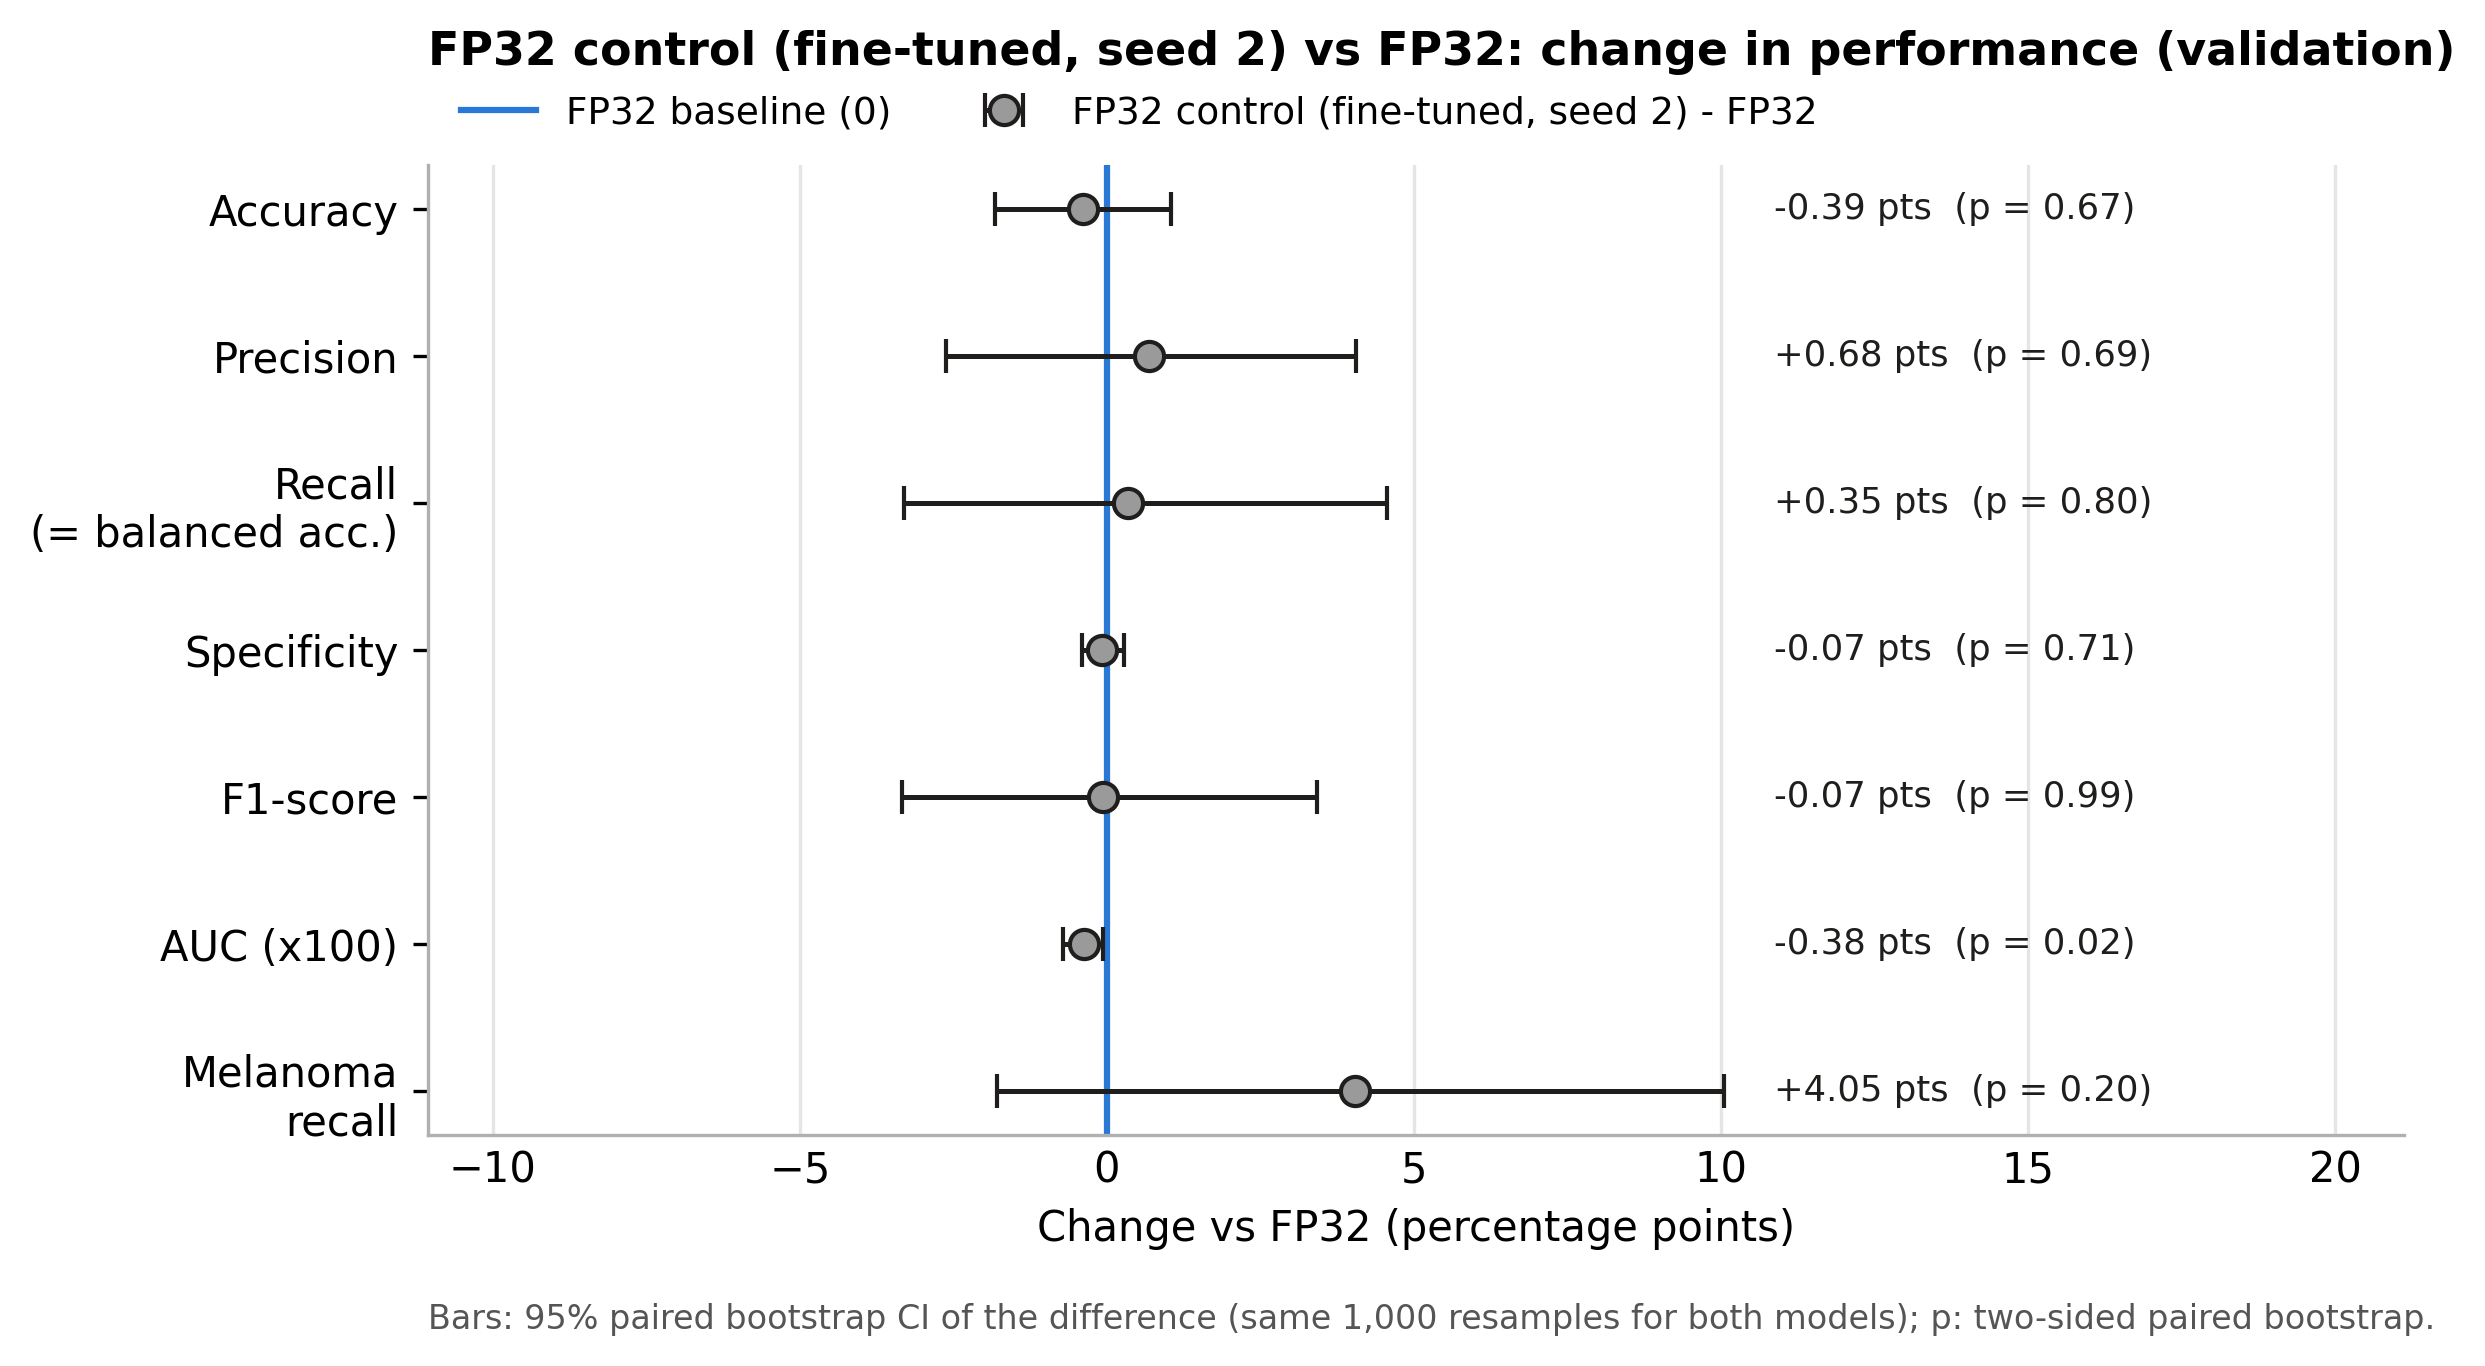 FP32 control (fine-tuned, seed 2) vs FP32: change in performance (validation)
FP32 baseline (0)
FP32 control (fine-tuned, seed 2) - FP32
Accuracy
-0.39 pts (p = 0.67)
Precision
+0.68 pts (p = 0.69)
Recall
(= balanced acc.)
+0.35 pts (p = 0.80)
Specificity
-0.07 pts (p = 0.71)
F1-score
-0.07 pts (p = 0.99)
AUC (x100)
-0.38 pts (p = 0.02)
Melanoma
recall
+4.05 pts (p = 0.20)
−10 −5 0 5 10 15 20
Change vs FP32 (percentage points)
Bars: 95% paired bootstrap CI of the difference (same 1,000 resamples for both models); p: two-sided paired bootstrap.